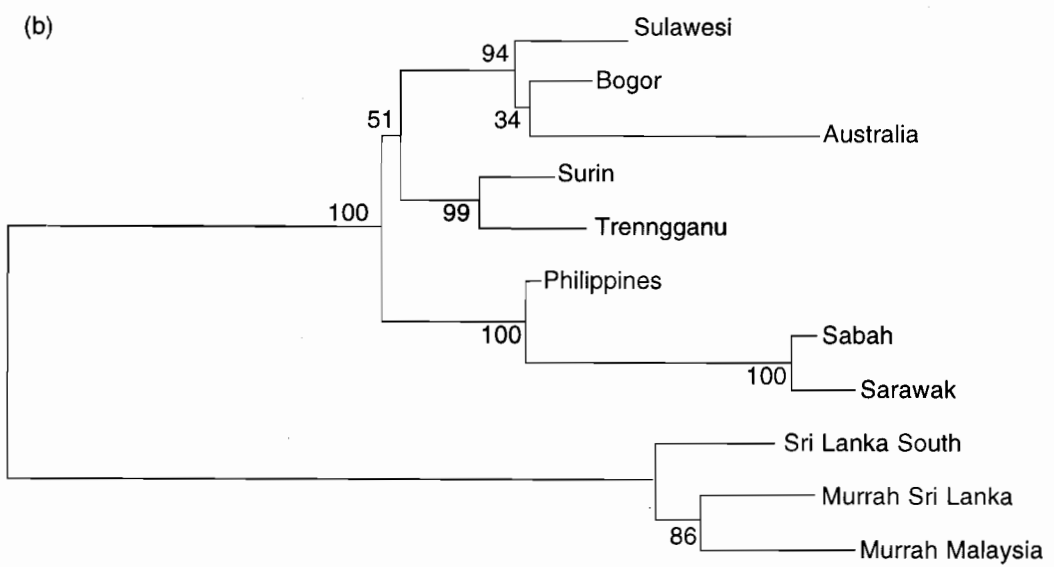 (b)
Sulawesi
94
Bogor
51
34
Australia
Surin
100
99
Trenngganu
Philippines
100
Sabah
100
Sarawak
Sri Lanka South
Murrah Sri Lanka
86
Murrah Malaysia